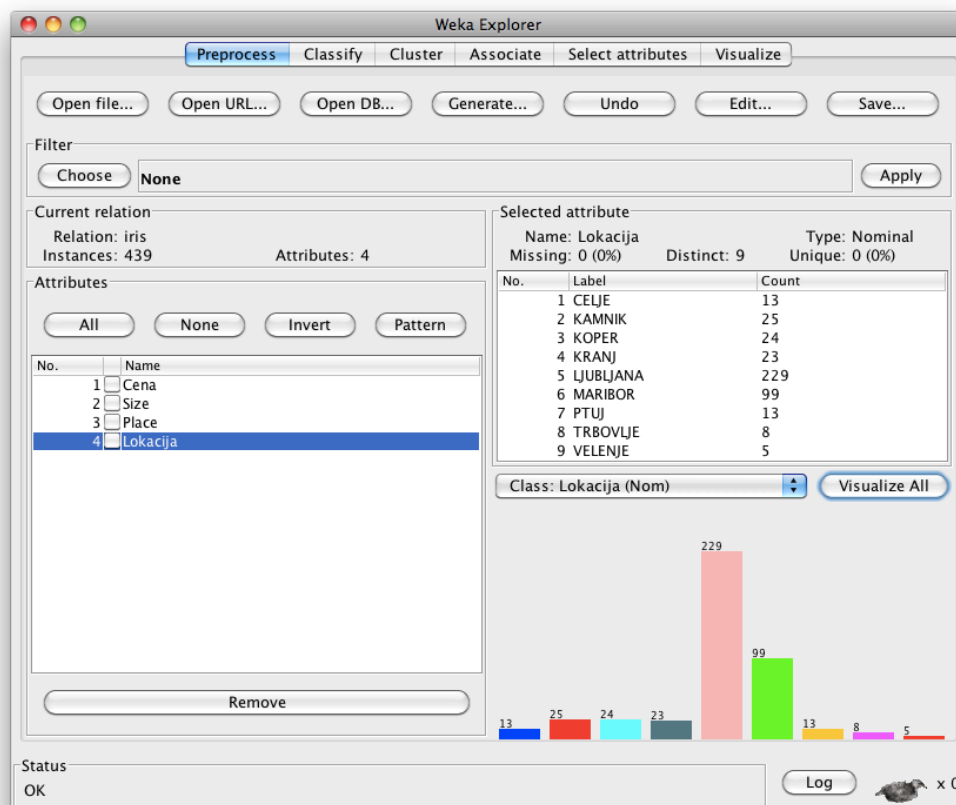 Weka Explorer
Preprocess Classify Cluster Associate Select attributes Visualize
Open file... Open URL... Open DB... Generate... Undo Edit... Save...
Filter
Choose None Apply
Current relation
Relation: iris
Instances: 439 Attributes: 4
Attributes
All None Invert Pattern
No. Name
1 Cena
2 Size
3 Place
4 Lokacija
Remove
Selected attribute
Name: Lokacija Type: Nominal
Missing: 0 (0%) Distinct: 9 Unique: 0 (0%)
No. Label Count
1 CELJE 13
2 KAMNIK 25
3 KOPER 24
4 KRANJ 23
5 LJUBLJANA 229
6 MARIBOR 99
7 PTUJ 13
8 TRBOVLJE 8
9 VELENJE 5
Class: Lokacija (Nom) Visualize All
13 25 24 23 229 99 13 8 5
Status
OK
Log x 0